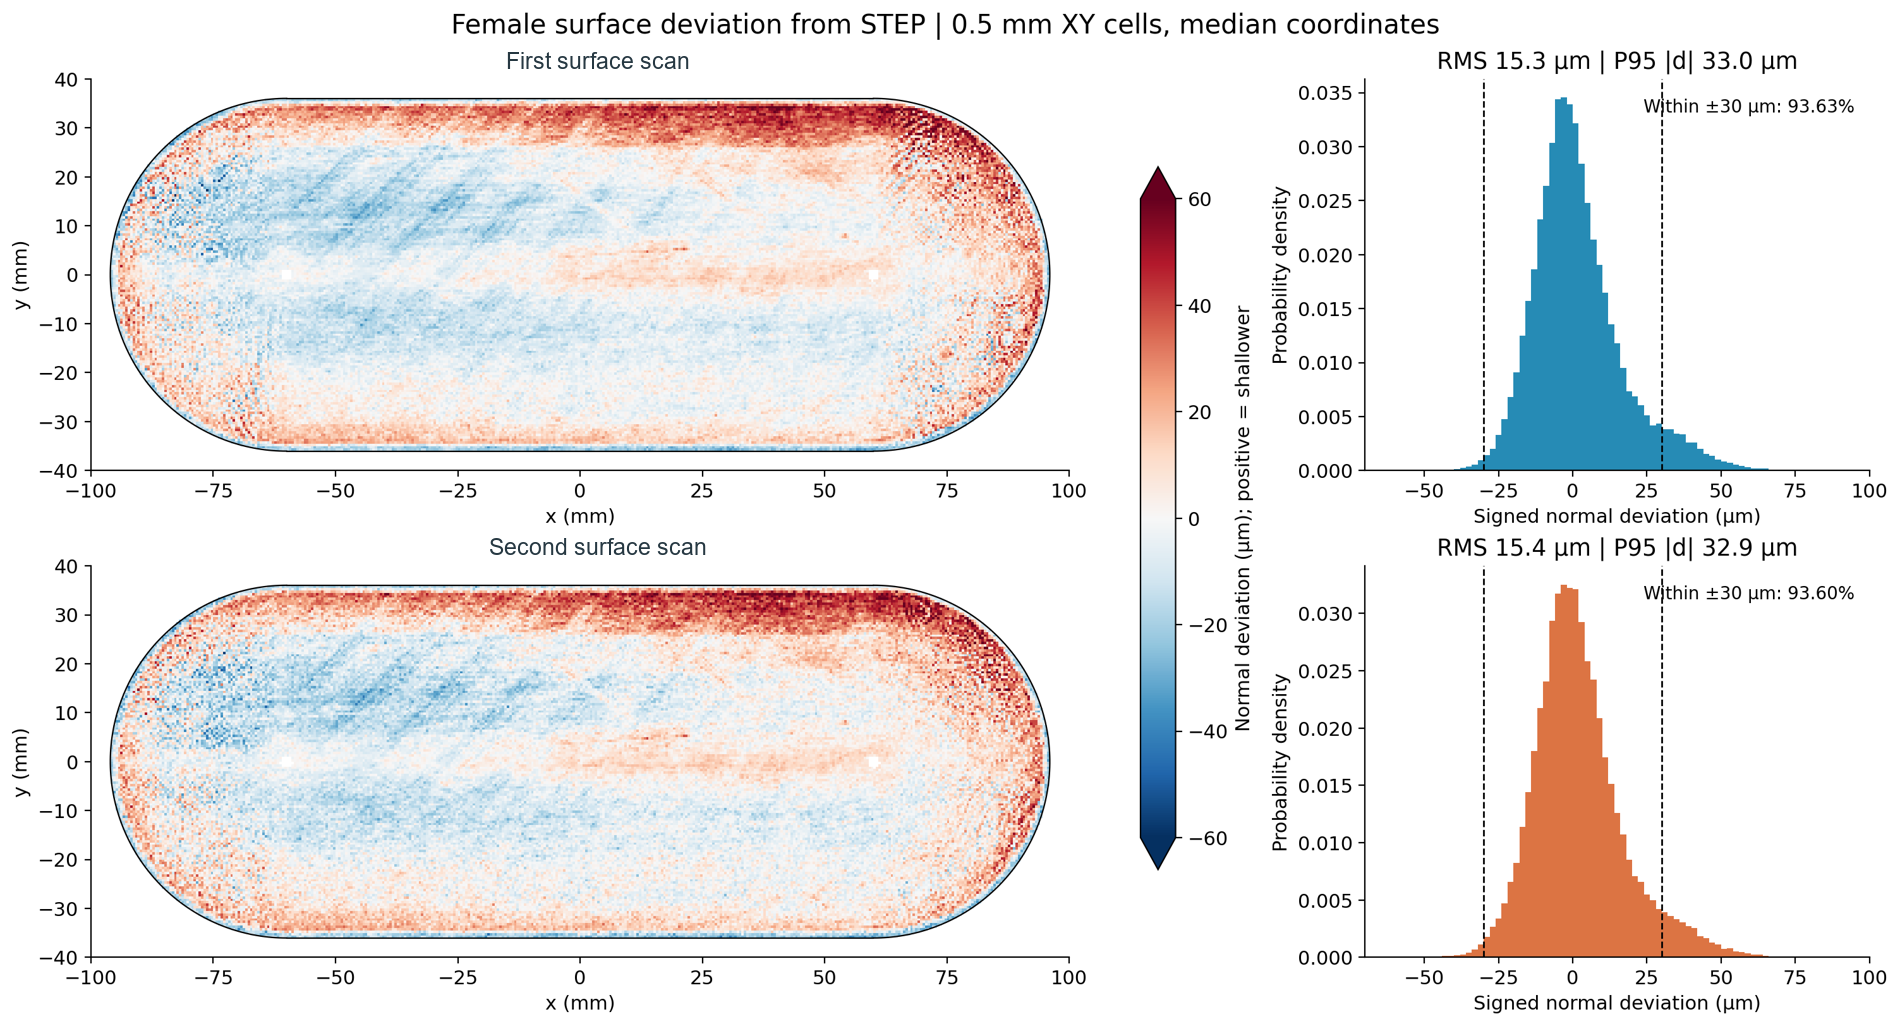 Female surface deviation from STEP | 0.5 mm XY cells, median coordinates
First surface scan
40
30
20
10
0
−10
−20
−30
−40
y (mm)
−100 −75 −50 −25 0 25 50 75 100
x (mm)
Second surface scan
40
30
20
10
0
−10
−20
−30
−40
y (mm)
−100 −75 −50 −25 0 25 50 75 100
x (mm)
60
40
20
0
−20
−40
−60
Normal deviation (µm); positive = shallower
RMS 15.3 µm | P95 |d| 33.0 µm
Within ±30 µm: 93.63%
0.035
0.030
0.025
0.020
0.015
0.010
0.005
0.000
Probability density
−50 −25 0 25 50 75 100
Signed normal deviation (µm)
RMS 15.4 µm | P95 |d| 32.9 µm
Within ±30 µm: 93.60%
0.030
0.025
0.020
0.015
0.010
0.005
0.000
Probability density
−50 −25 0 25 50 75 100
Signed normal deviation (µm)